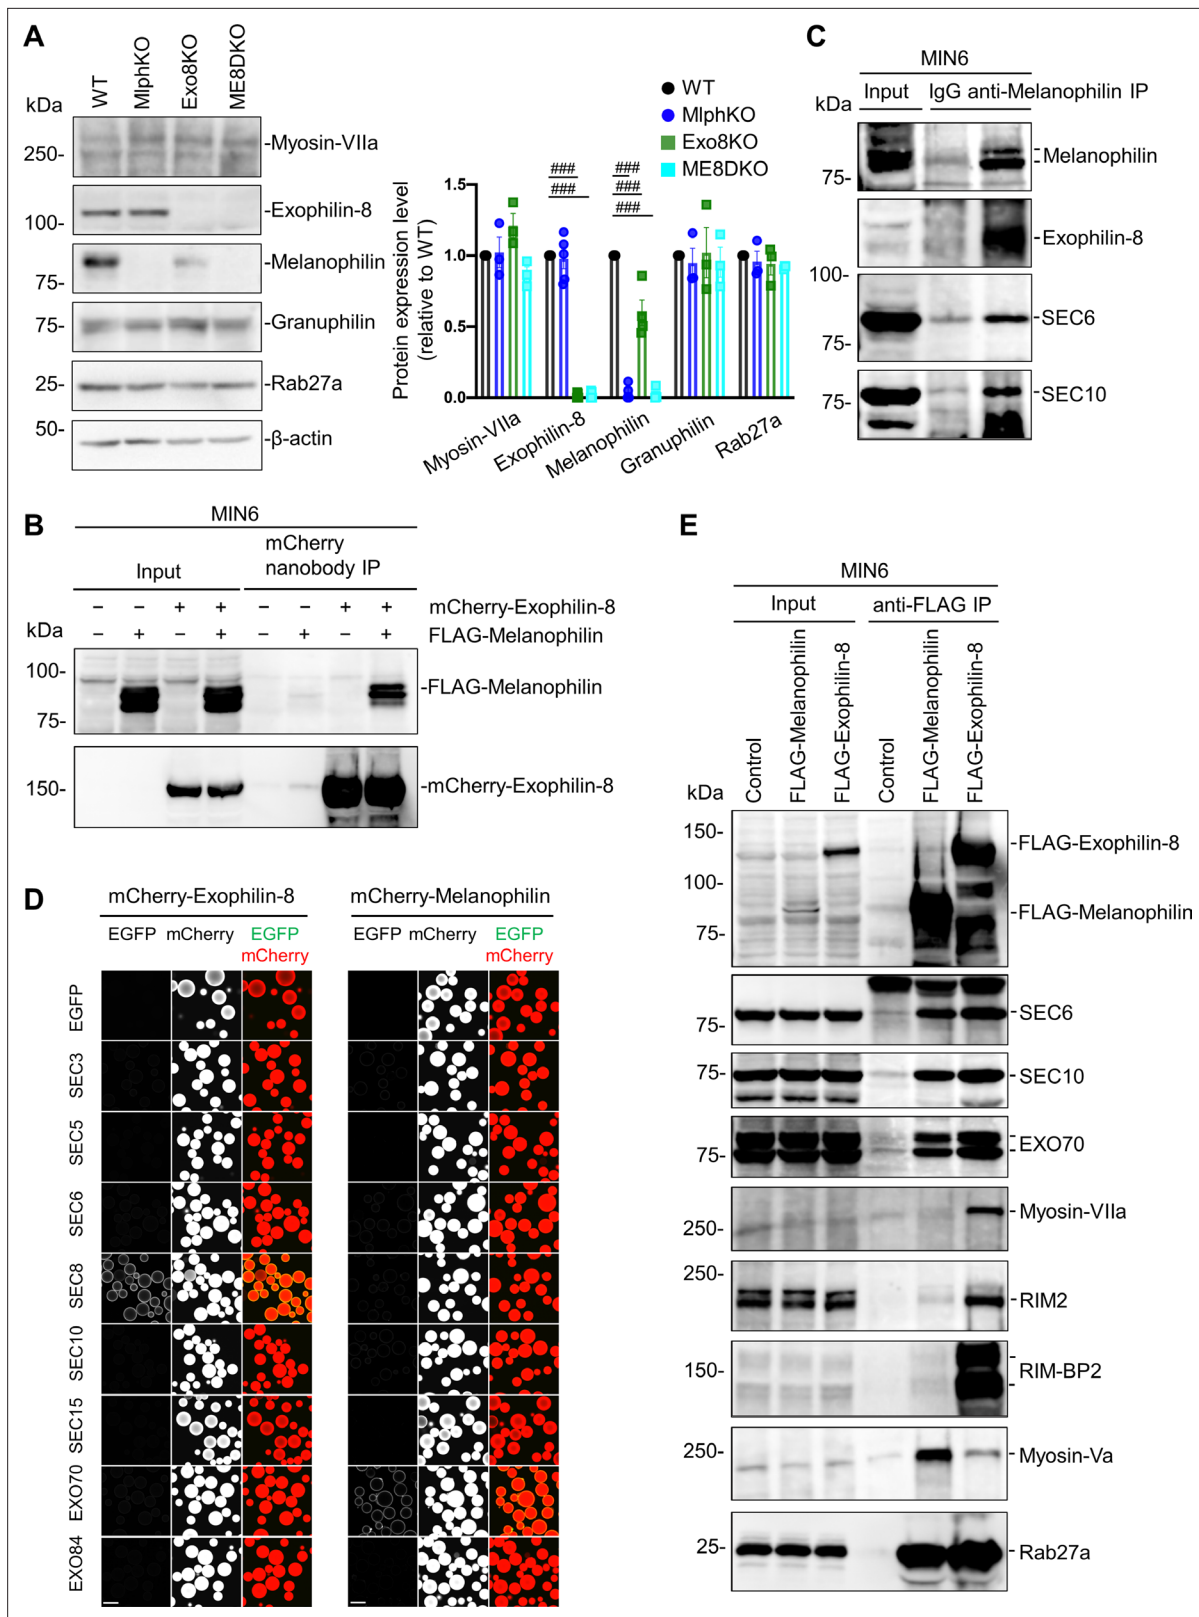 A
kDa
WT
MlphKO
Exo8KO
ME8DKO
250-
-Myosin-VIIa
100-
-Exophilin-8
75-
-Melanophilin
75-
-Granuphilin
25-
-Rab27a
50-
-β-actin
WT
MlphKO
Exo8KO
ME8DKO
Protein expression level
(relative to WT)
1.5
1.0
0.5
0.0
###
###
###
###
###
Myosin-VIIa
Exophilin-8
Melanophilin
Granuphilin
Rab27a
C
MIN6
kDa
Input IgG anti-Melanophilin IP
75-
Melanophilin
-Exophilin-8
100-
-SEC6
75-
75-
-SEC10
B
MIN6
mCherry
nanobody IP
Input
– – + + – – + + mCherry-Exophilin-8
kDa – + – + – + – + FLAG-Melanophilin
100-
-FLAG-Melanophilin
75-
150-
-mCherry-Exophilin-8
D
mCherry-Exophilin-8
mCherry-Melanophilin
EGFP mCherry EGFP
mCherry
EGFP mCherry EGFP
mCherry
EGFP
SEC3
SEC5
SEC6
SEC8
SEC10
SEC15
EXO70
EXO84
E
MIN6
Input
anti-FLAG IP
kDa
Control
FLAG-Melanophilin
FLAG-Exophilin-8
Control
FLAG-Melanophilin
FLAG-Exophilin-8
150-
-FLAG-Exophilin-8
100-
-FLAG-Melanophilin
75-
-SEC6
75-
75-
-SEC10
EXO70
75-
-Myosin-VIIa
250-
250-
-RIM2
150-
RIM-BP2
250-
-Myosin-Va
25-
-Rab27a